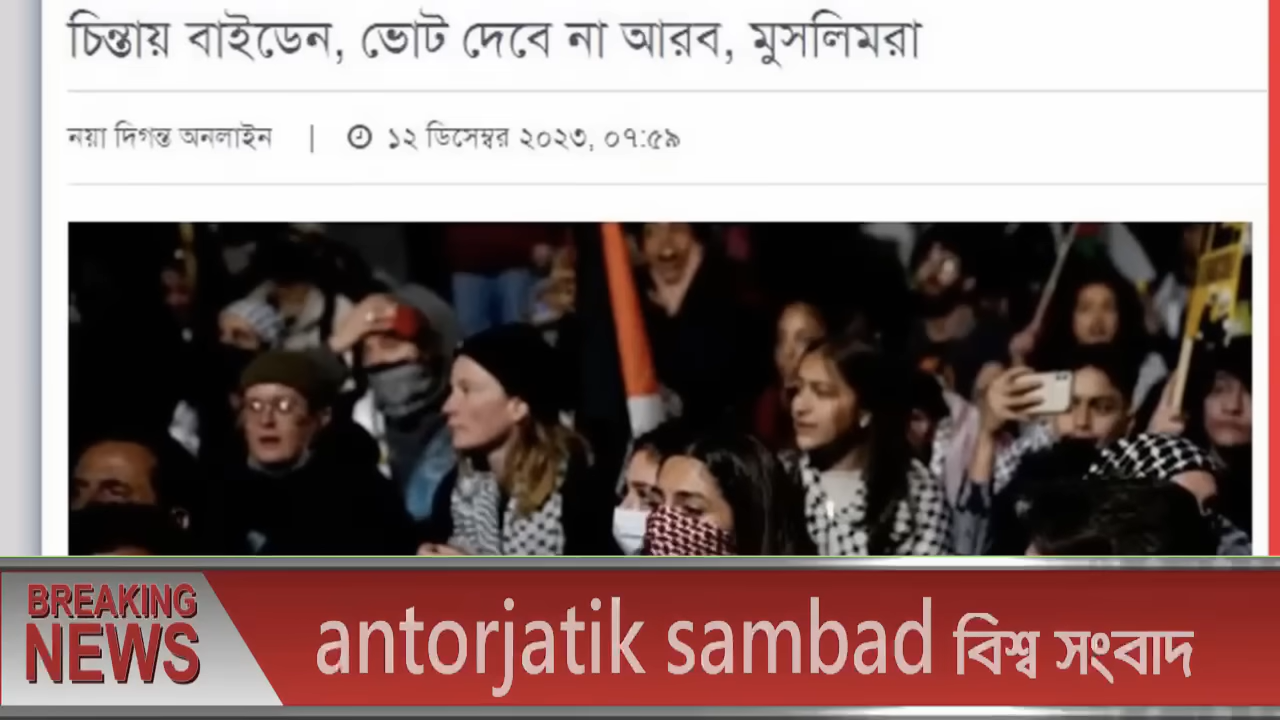 চিন্তায় বাইডেন, ভোট দেবে না আরব, মুসলিমরা
নয়া দিগন্ত অনলাইন | ১২ ডিসেম্বর ২০২৩, ০৭:৫৯
BREAKING
NEWS
antorjatik sambad বিশ্ব সংবাদ